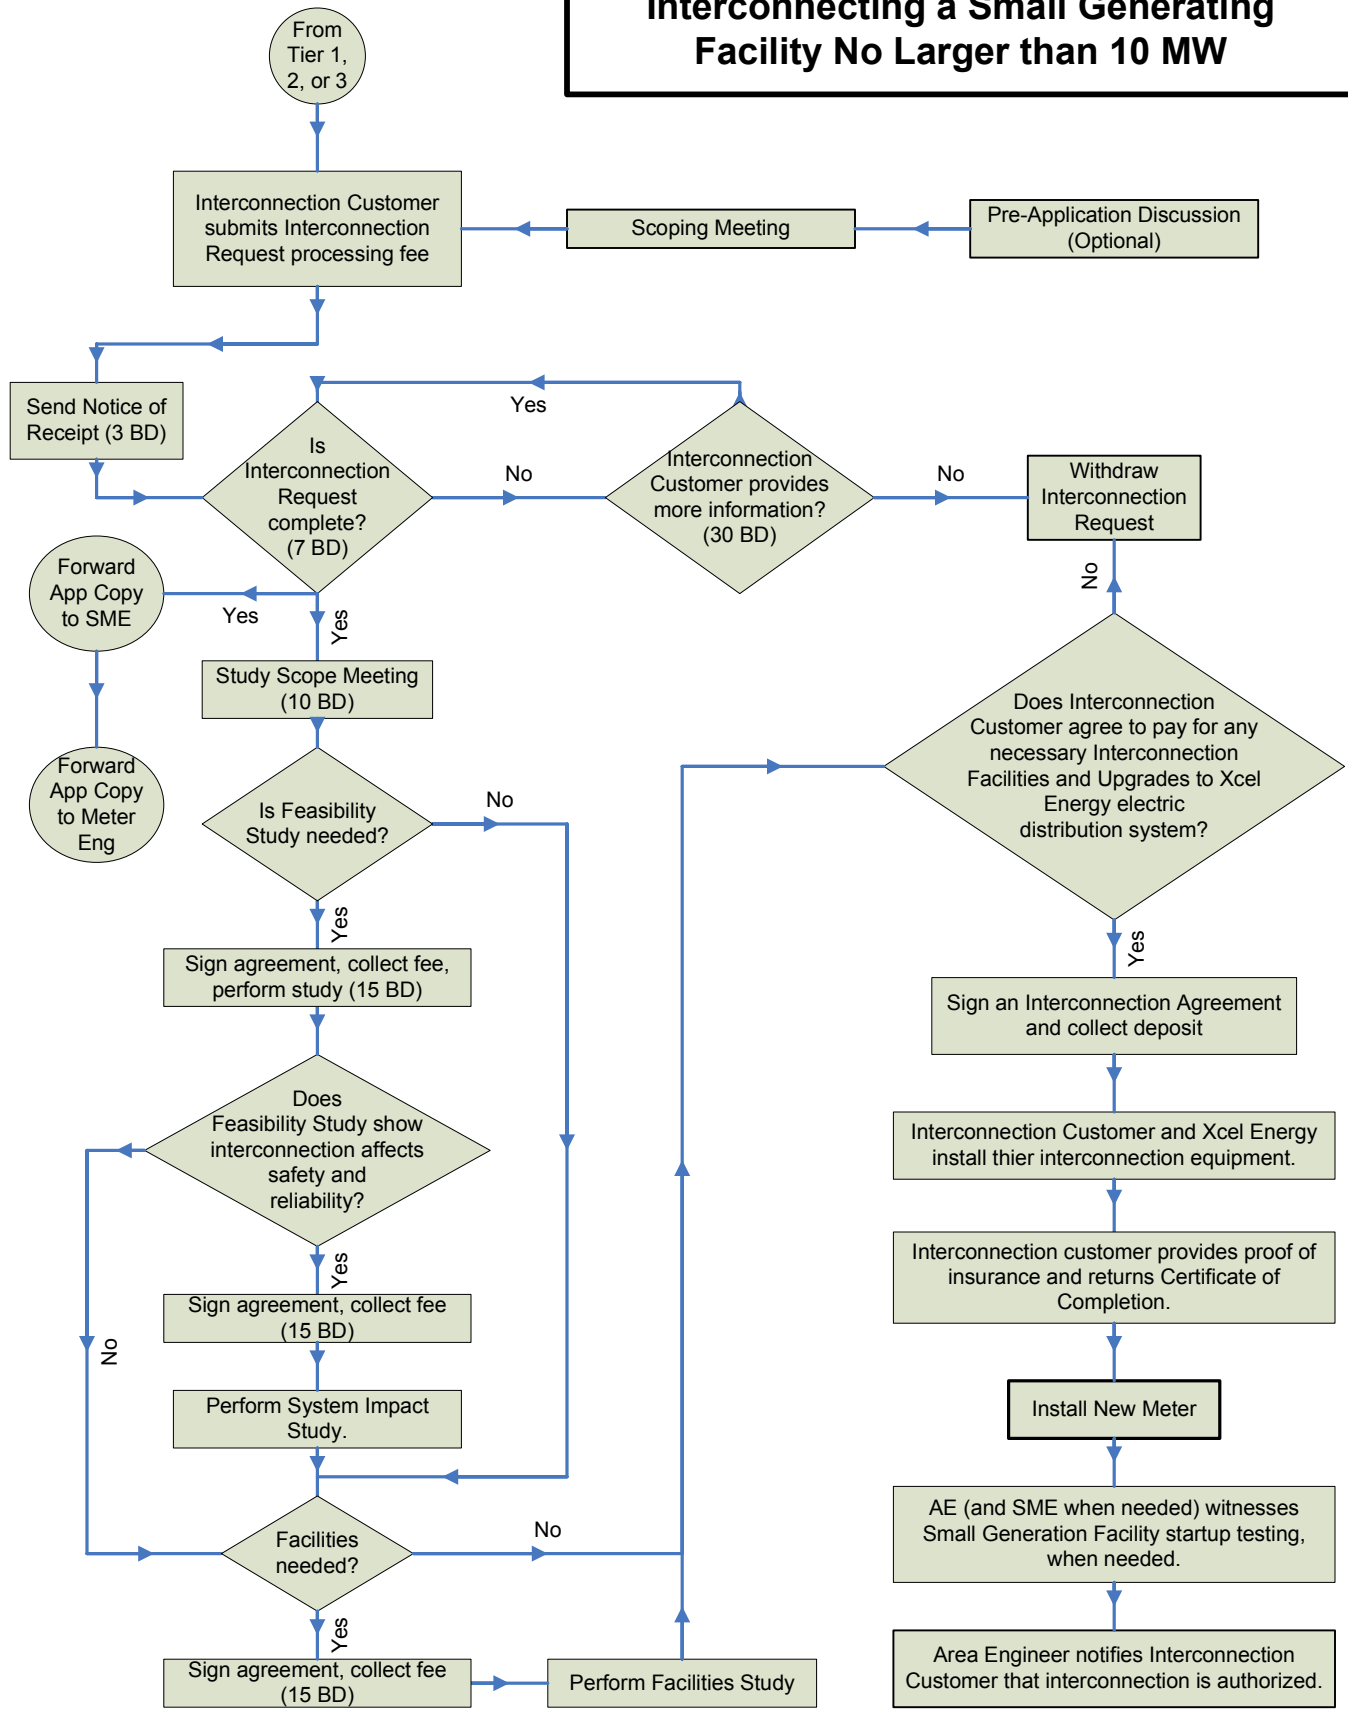 Interconnecting a Small Generating
Facility No Larger than 10 MW
From
Tier 1,
2, or 3
Interconnection Customer
submits Interconnection
Request processing fee
Scoping Meeting
Pre-Application Discussion
(Optional)
Send Notice of
Receipt (3 BD)
Yes
Is
Interconnection
Request
complete?
(7 BD)
No
Interconnection
Customer provides
more information?
(30 BD)
No
Withdraw
Interconnection
Request
No
Forward
App Copy
to SME
Yes
Yes
Study Scope Meeting
(10 BD)
Forward
App Copy
to Meter
Eng
Is Feasibility
Study needed?
No
Does Interconnection
Customer agree to pay for any
necessary Interconnection
Facilities and Upgrades to Xcel
Energy electric
distribution system?
Yes
Yes
Sign agreement, collect fee,
perform study (15 BD)
Sign an Interconnection Agreement
and collect deposit
Does
Feasibility Study show
interconnection affects
safety and
reliability?
Interconnection Customer and Xcel Energy
install thier interconnection equipment.
Yes
Interconnection customer provides proof of
insurance and returns Certificate of
Completion.
Sign agreement, collect fee
(15 BD)
No
Perform System Impact
Study.
Install New Meter
Facilities
needed?
No
AE (and SME when needed) witnesses
Small Generation Facility startup testing,
when needed.
Yes
Sign agreement, collect fee
(15 BD)
Perform Facilities Study
Area Engineer notifies Interconnection
Customer that interconnection is authorized.